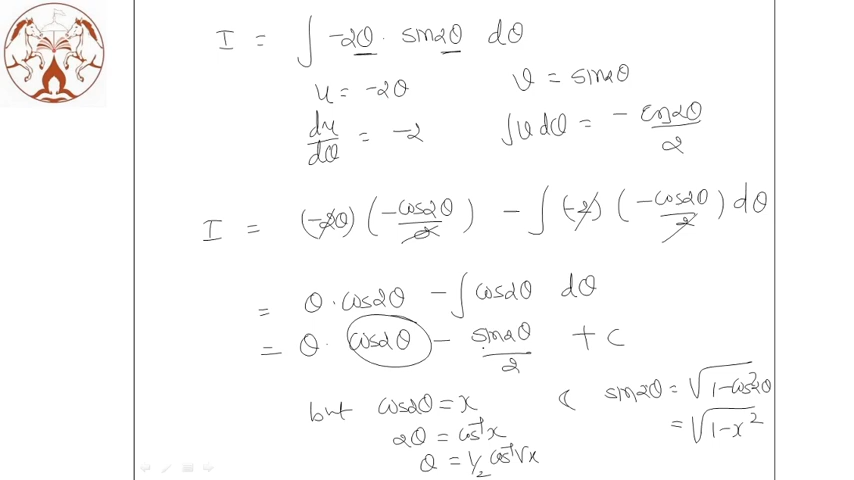 I = ∫ -2θ · sin2θ dθ
u = -2θ   v = sin2θ
du/dθ = -2   ∫v dθ = - cos2θ/2
I = (-2θ) (-cos2θ/2) - ∫ (-2) (-cos2θ/2) dθ
= θ · cos2θ - ∫ cos2θ dθ
= θ · cos2θ - sin2θ/2 + c
but cos2θ = x   & sin2θ = √(1-cos²2θ)
2θ = cos⁻¹x   = √(1-x²)
θ = 1/2 cos⁻¹√x